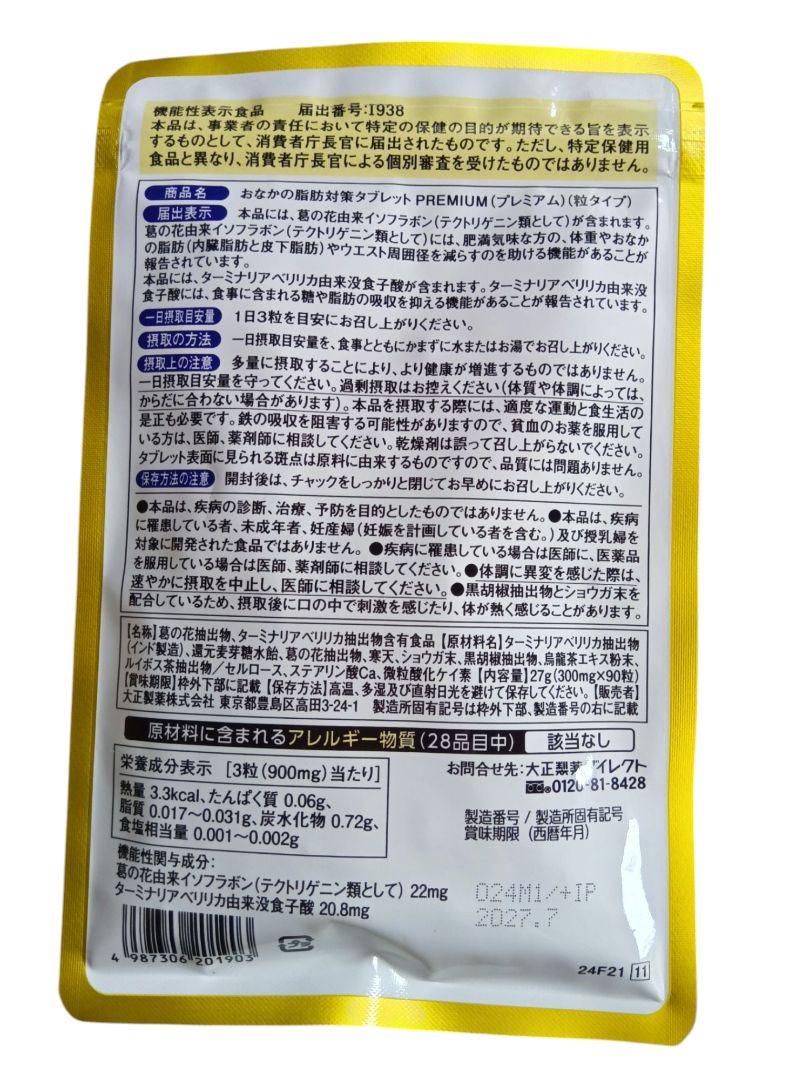 機能性表示食品 届出番号:I938
本品は、事業者の責任において特定の保健の目的が期待できる旨を表示
するものとして、消費者庁長官に届出されたものです。ただし、特定保健用
食品と異なり、消費者庁長官による個別審査を受けたものではありません。
商品名 おなかの脂肪対策タブレット PREMIUM(プレミアム)(粒タイプ)
届出表示 本品には、葛の花由来イソフラボン(テクトリゲニン類として)が含まれます。
葛の花由来イソフラボン(テクトリゲニン類として)には、肥満気味な方の、体重やおなか
の脂肪(内臓脂肪と皮下脂肪)やウエスト周囲径を減らすのを助ける機能があることが
報告されています。
本品には、ターミナリアベリリカ由来没食子酸が含まれます。ターミナリアベリリカ由来没
食子酸には、食事に含まれる糖や脂肪の吸収を抑える機能があることが報告されています。
一日摂取目安量 1日3粒を目安にお召し上がりください。
摂取の方法 一日摂取目安量を、食事とともにかまずに水またはお湯でお召し上がりください。
摂取上の注意 多量に摂取することにより、より健康が増進するものではありません。
一日摂取目安量を守ってください。過剰摂取はお控えください(体質や体調によっては、
からだに合わない場合があります)。本品を摂取する際には、適度な運動と食生活の
是正も必要です。鉄の吸収を阻害する可能性がありますので、貧血のお薬を服用して
いる方は、医師、薬剤師に相談してください。乾燥剤は誤って召し上がらないでください。
タブレット表面に見られる斑点は原料に由来するものですので、品質には問題ありません。
保存方法の注意 開封後は、チャックをしっかりと閉じてお早めにお召し上がりください。
●本品は、疾病の診断、治療、予防を目的としたものではありません。●本品は、疾病
に罹患している者、未成年者、妊産婦(妊娠を計画している者を含む。)及び授乳婦を
対象に開発された食品ではありません。●疾病に罹患している場合は医師に、医薬品
を服用している場合は医師、薬剤師に相談してください。●体調に異変を感じた際は、
速やかに摂取を中止し、医師に相談してください。●黒胡椒抽出物とショウガ末を
配合しているため、摂取後に口の中で刺激を感じたり、体が熱く感じることがあります。
【名称】葛の花抽出物、ターミナリアベリリカ抽出物含有食品【原材料名】ターミナリアベリリカ抽出物
(インド製造)、還元麦芽糖水飴、葛の花抽出物、寒天、ショウガ末、黒胡椒抽出物、烏龍茶エキス粉末、
ルイボス茶抽出物/セルロース、ステアリン酸Ca、微粒酸化ケイ素【内容量】27g(300mg×90粒)
【賞味期限】枠外下部に記載【保存方法】高温、多湿及び直射日光を避けて保存してください。【販売者】
大正製薬株式会社 東京都豊島区高田3-24-1 製造所固有記号は枠外下部、製造番号の右に記載
原材料に含まれるアレルギー物質(28品目中) 該当なし
栄養成分表示 [3粒(900mg)当たり]
熱量 3.3kcal、たんぱく質 0.06g、
脂質 0.017〜0.031g、炭水化物 0.72g、
食塩相当量 0.001〜0.002g
お問合せ先:大正製薬ダイレクト
0120-81-8428
製造番号/製造所固有記号
賞味期限(西暦年月)
機能性関与成分:
葛の花由来イソフラボン(テクトリゲニン類として) 22mg
ターミナリアベリリカ由来没食子酸 20.8mg
024M1/+IP
2027.7
4 987306 201903
24F21 11